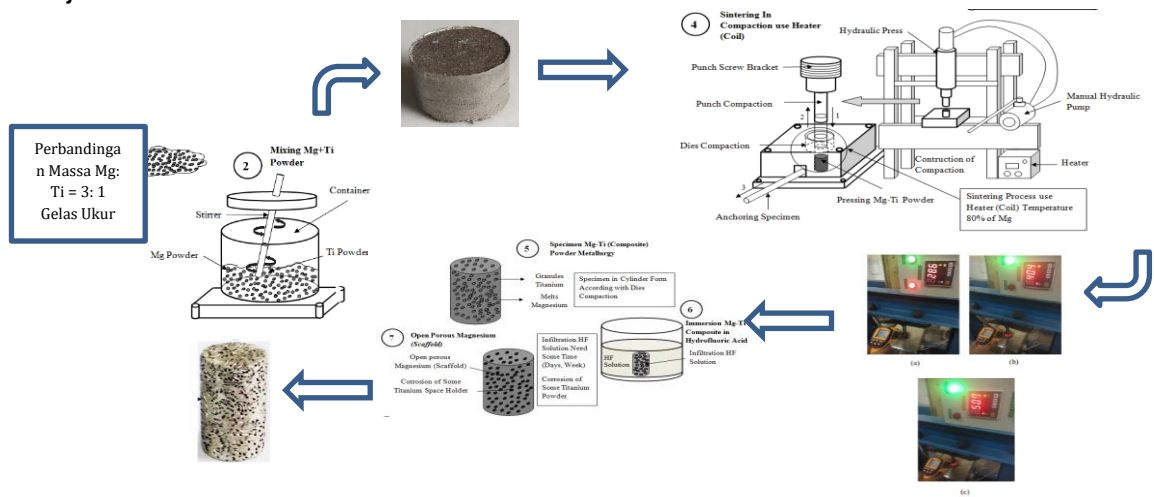 Perbandinga
n Massa Mg:
Ti = 3: 1
Gelas Ukur
2
Mixing Mg+Ti
Powder
Container
Stirrer
Mg Powder
Ti Powder
4
Sintering In
Compaction use Heater
(Coil)
Hydraulic Press
Punch Screw Bracket
Punch Compaction
Manual Hydraulic
Pump
2
1
Dies Compaction
Contruction of
Compaction
Heater
3
Pressing Mg-Ti Powder
Anchoring Specimen
Sintering Process use
Heater (Coil) Temperature
80% of Mg
5
Specimen Mg-Ti (Composite)
Powder Metallurgy
Granules
Titanium
Melts
Magnesium
Specimen in Cylinder Form
According with Dies
Compaction
6
Immersion Mg-Ti
Composite in
Hydrofluoric Acid
HF
Solution
Infiltration HF
Solution
7
Open Porous Magnesium
(Scaffold)
Open porous
Magnesium (Scaffold)
Corrosion of Some
Titanium Space Holder
Infiltration HF
Solution Need
Some Time
(Days, Week)
Corrosion of
Some Titanium
Powder
(a)
(b)
404
507
(c)